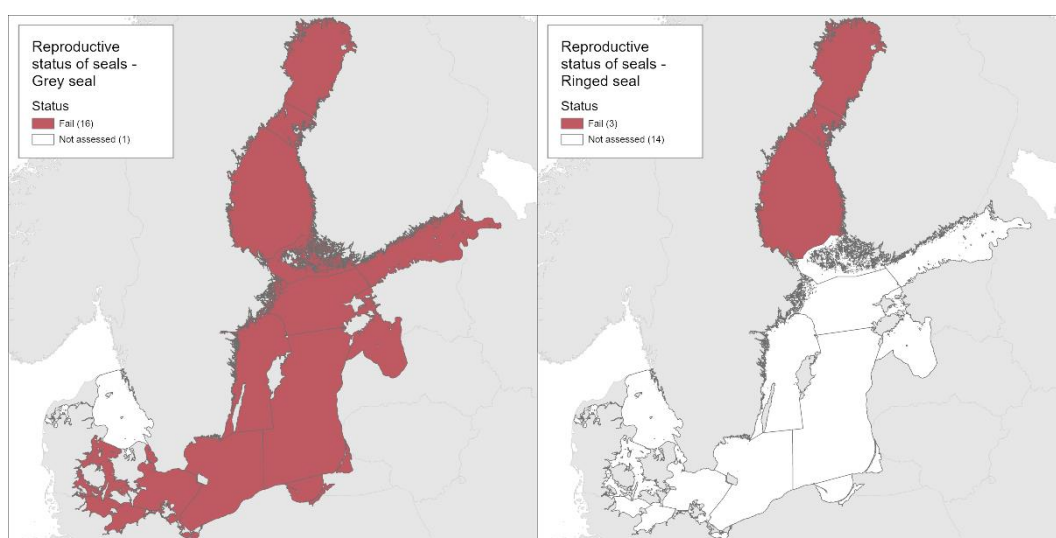 Reproductive
status of seals -
Grey seal
Status
Fail (16)
Not assessed (1)
Reproductive
status of seals -
Ringed seal
Status
Fail (3)
Not assessed (14)